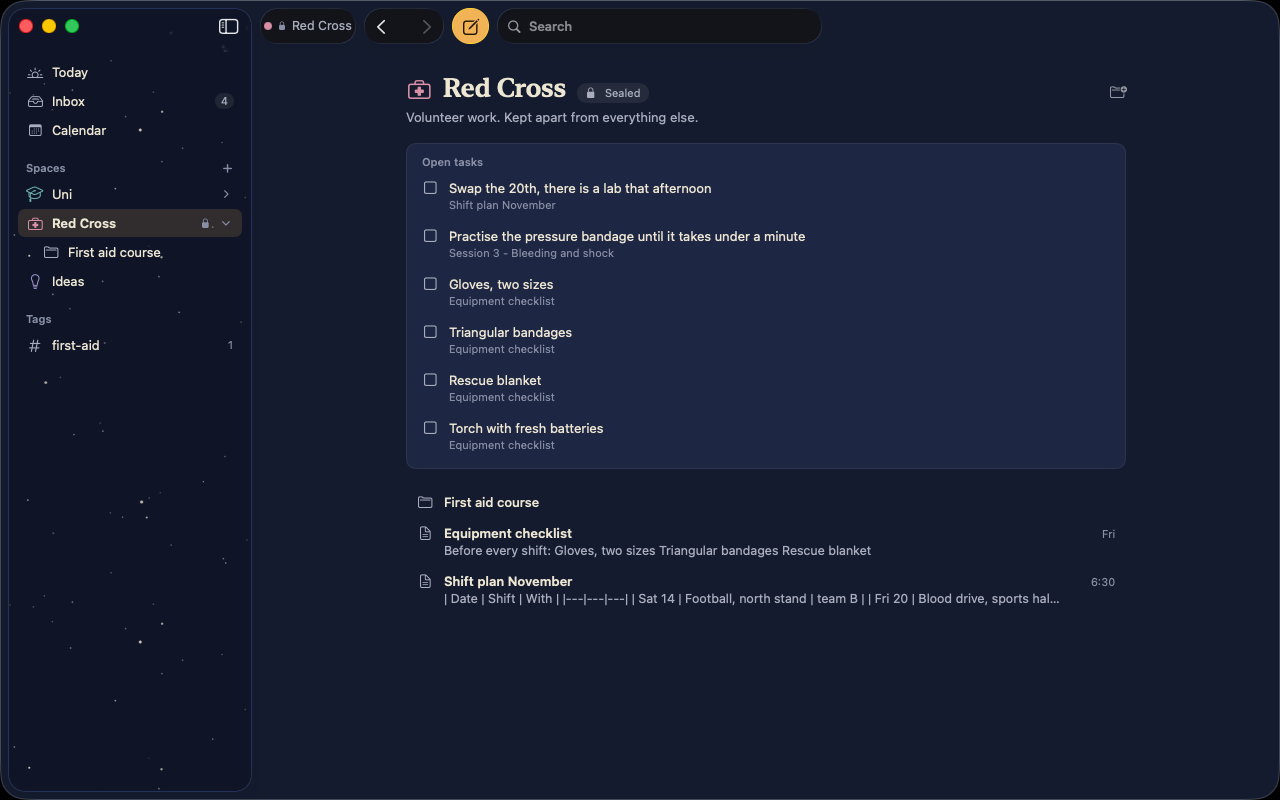 Today
Inbox 4
Calendar
Spaces
Uni
Red Cross
First aid course
Ideas
Tags
first-aid 1
Red Cross
Search
Red Cross Sealed
Volunteer work. Kept apart from everything else.
Open tasks
Swap the 20th, there is a lab that afternoon
Shift plan November
Practise the pressure bandage until it takes under a minute
Session 3 - Bleeding and shock
Gloves, two sizes
Equipment checklist
Triangular bandages
Equipment checklist
Rescue blanket
Equipment checklist
Torch with fresh batteries
Equipment checklist
First aid course
Equipment checklist Fri
Before every shift: Gloves, two sizes Triangular bandages Rescue blanket
Shift plan November 6:30
| Date | Shift | With | |---|---|---| | Sat 14 | Football, north stand | team B | | Fri 20 | Blood drive, sports hal...